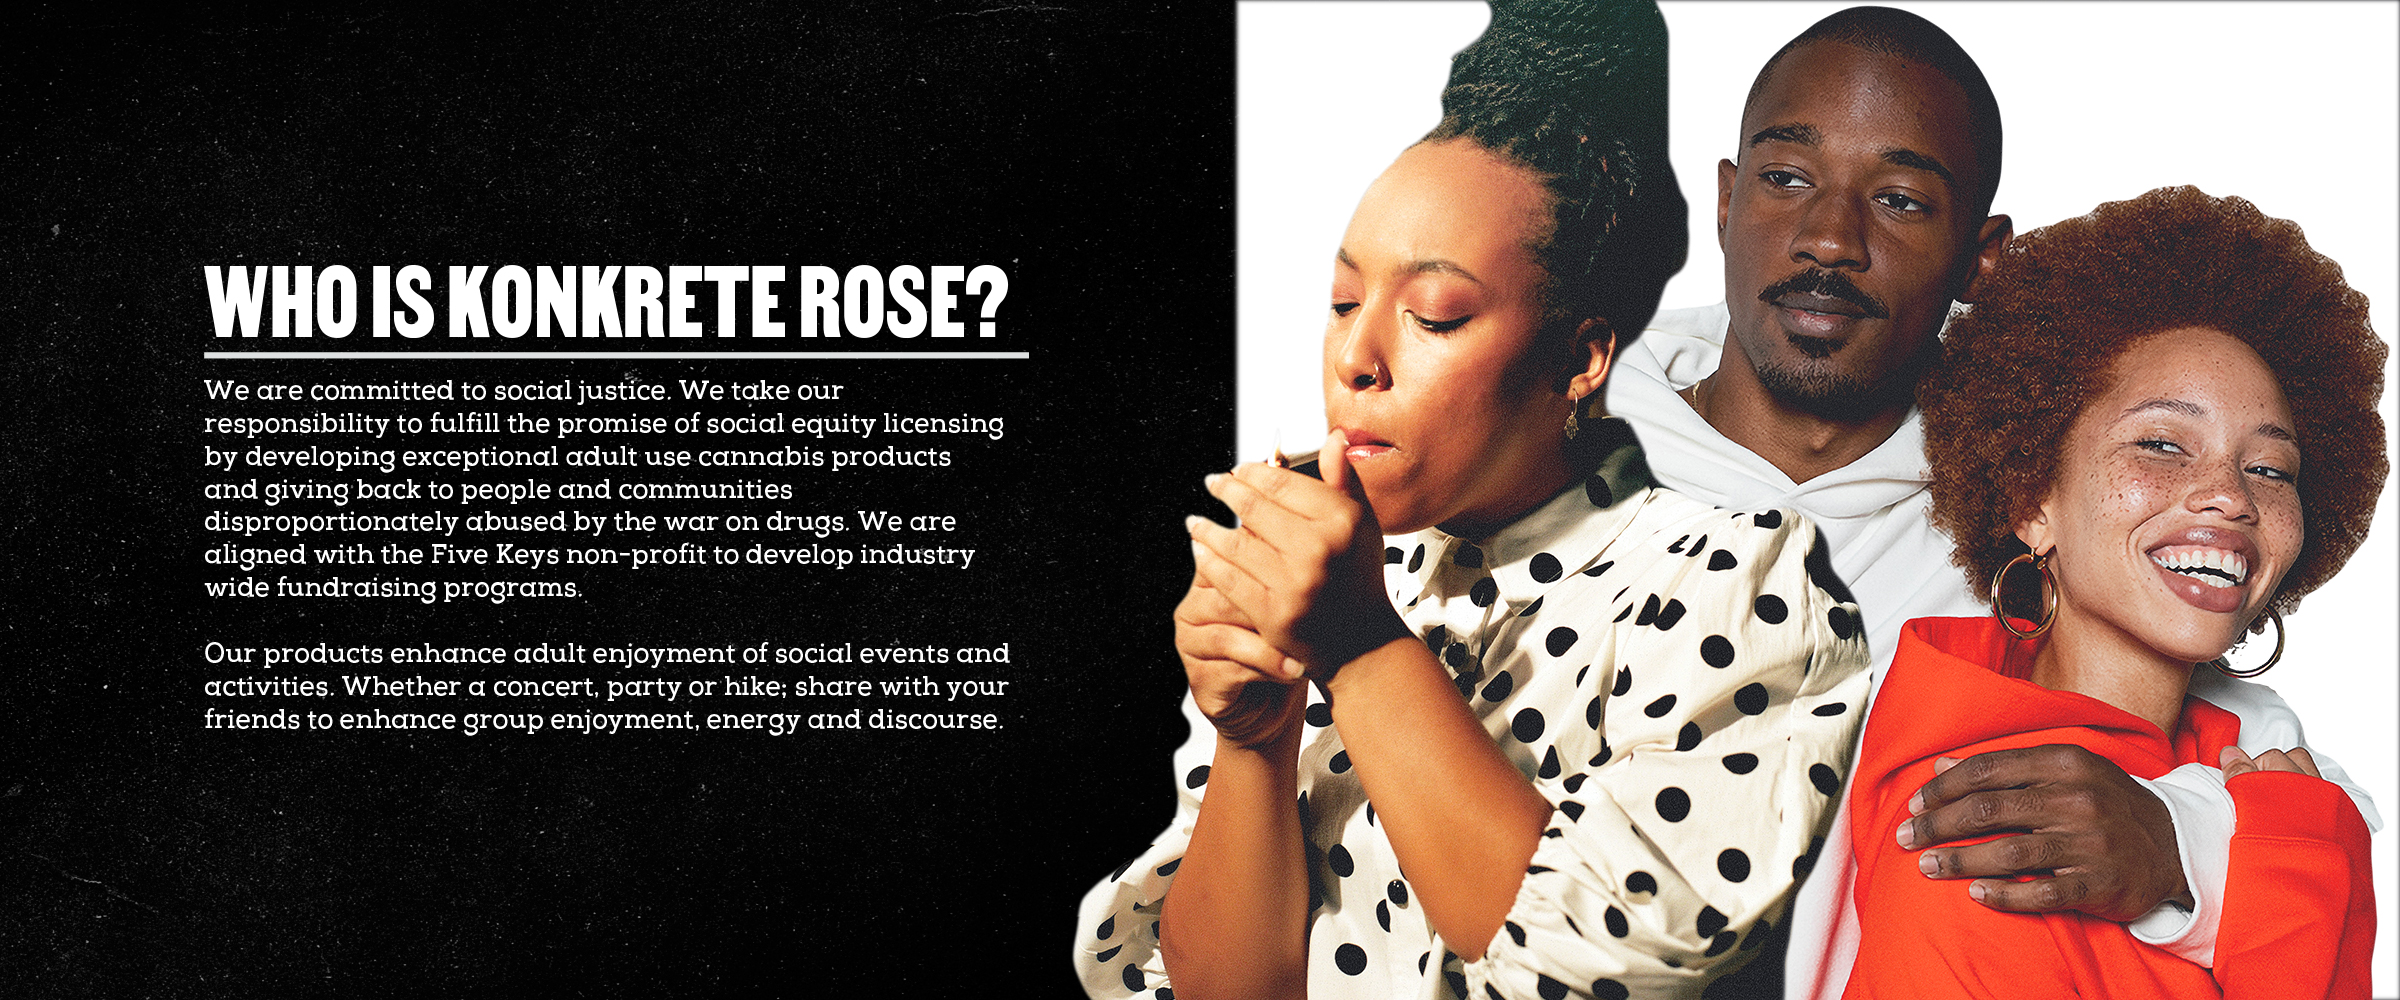 WHO IS KONKRETE ROSE?
We are committed to social justice. We take our
responsibility to fulfill the promise of social equity licensing
by developing exceptional adult use cannabis products
and giving back to people and communities
disproportionately abused by the war on drugs. We are
aligned with the Five Keys non-profit to develop industry
wide fundraising programs.
Our products enhance adult enjoyment of social events and
activities. Whether a concert, party or hike; share with your
friends to enhance group enjoyment, energy and discourse.